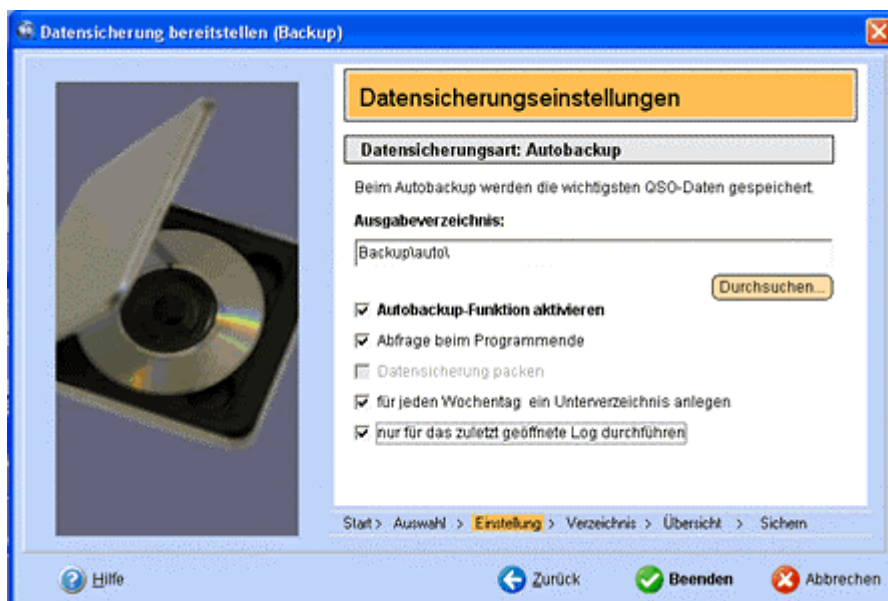 Datensicherung bereitstellen (Backup)
Datensicherungseinstellungen
Datensicherungsart: Autobackup
Beim Autobackup werden die wichtigsten QSO-Daten gespeichert.
Ausgabeverzeichnis:
Backup\auto\
Durchsuchen...
Autobackup-Funktion aktivieren
Abfrage beim Programmende
Datensicherung packen
für jeden Wochentag ein Unterverzeichnis anlegen
nur für das zuletzt geöffnete Log durchführen
Start > Auswahl > Einstellung > Verzeichnis > Übersicht > Sichern
Hilfe Zurück Beenden Abbrechen